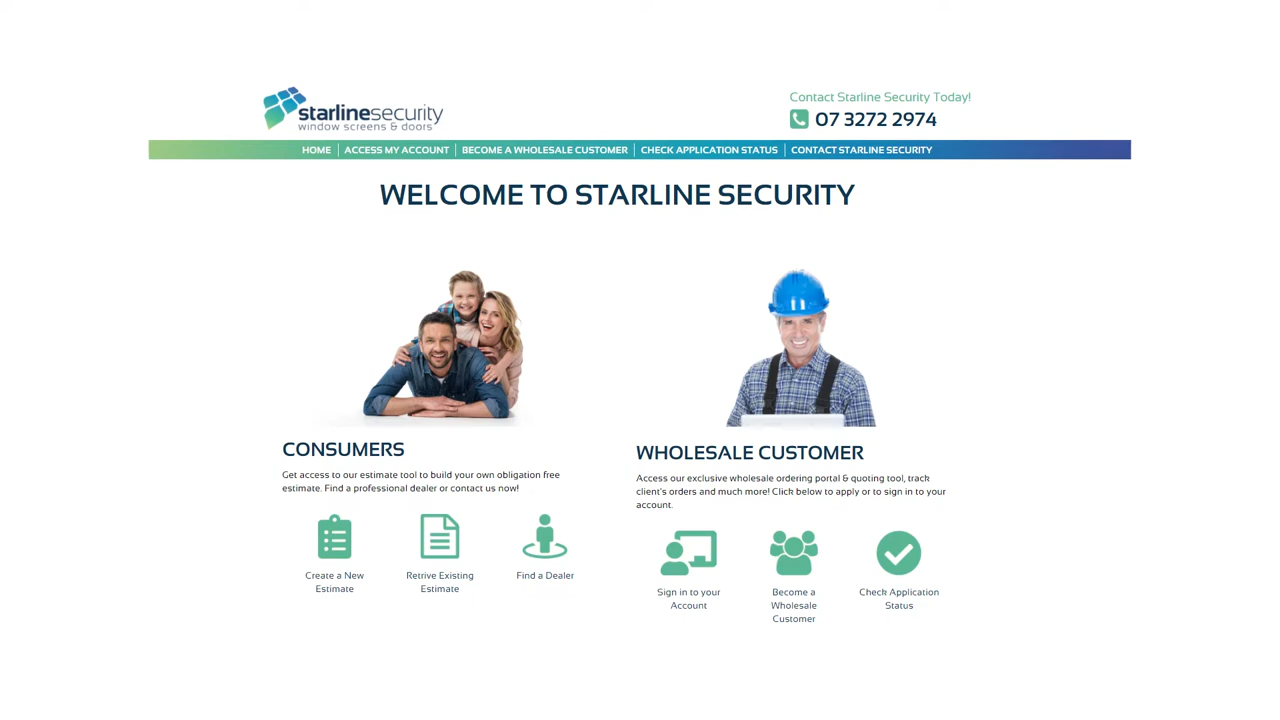 starlinesecurity
window screens & doors
Contact Starline Security Today!
07 3272 2974
HOME
ACCESS MY ACCOUNT
BECOME A WHOLESALE CUSTOMER
CHECK APPLICATION STATUS
CONTACT STARLINE SECURITY
WELCOME TO STARLINE SECURITY
CONSUMERS
Get access to our estimate tool to build your own obligation free
estimate. Find a professional dealer or contact us now!
Create a New
Estimate
Retrive Existing
Estimate
Find a Dealer
WHOLESALE CUSTOMER
Access our exclusive wholesale ordering portal & quoting tool, track
client's orders and much more! Click below to apply or to sign in to your
account.
Sign in to your
Account
Become a
Wholesale
Customer
Check Application
Status